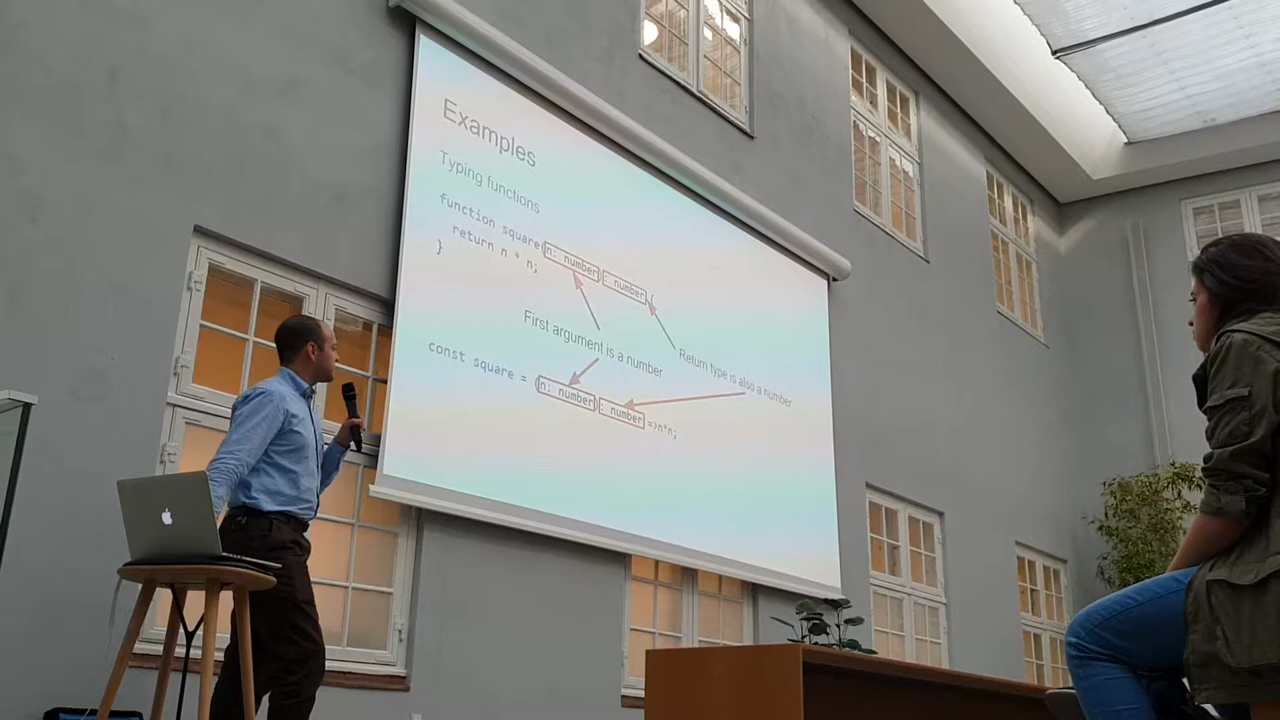 Examples
Typing functions
function square(n: number): number {
return n * n;
}
First argument is a number
Return type is also a number
const square = (n: number): number =>n*n;